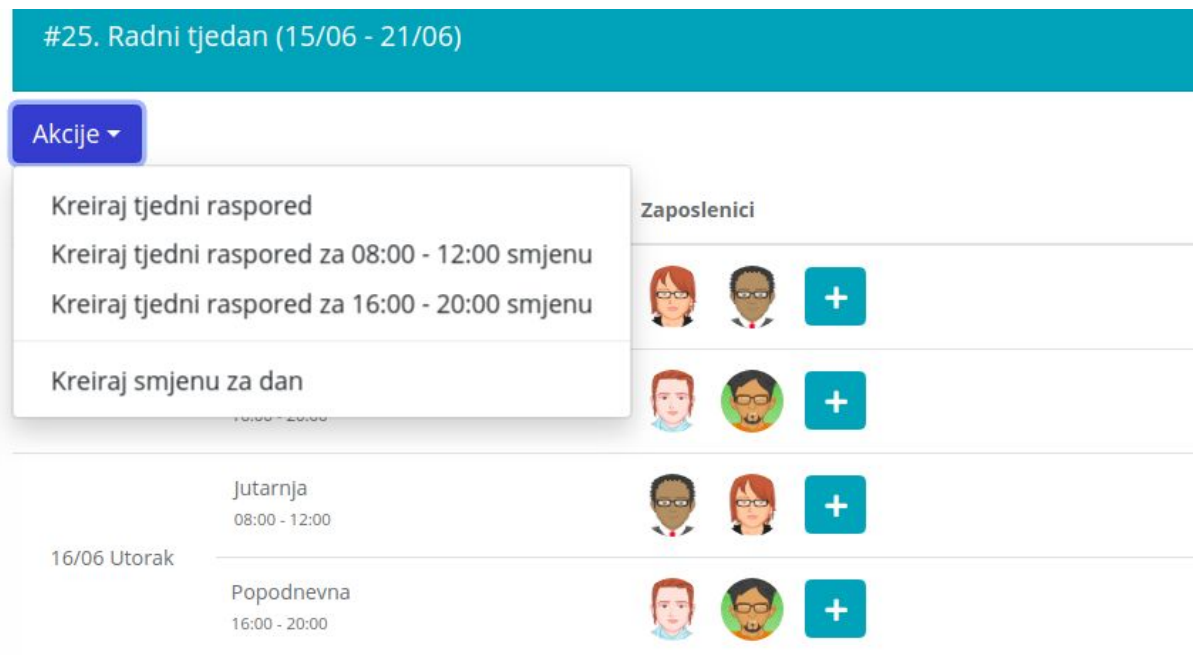 #25. Radni tjedan (15/06 - 21/06)
Akcije
Kreiraj tjedni raspored
Kreiraj tjedni raspored za 08:00 - 12:00 smjenu
Kreiraj tjedni raspored za 16:00 - 20:00 smjenu
Kreiraj smjenu za dan
Zaposlenici
16/06 Utorak
Jutarnja
08:00 - 12:00
Popodnevna
16:00 - 20:00